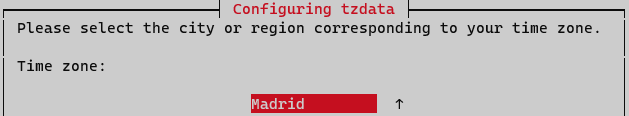 Configuring tzdata
Please select the city or region corresponding to your time zone.
Time zone:
Madrid ↑